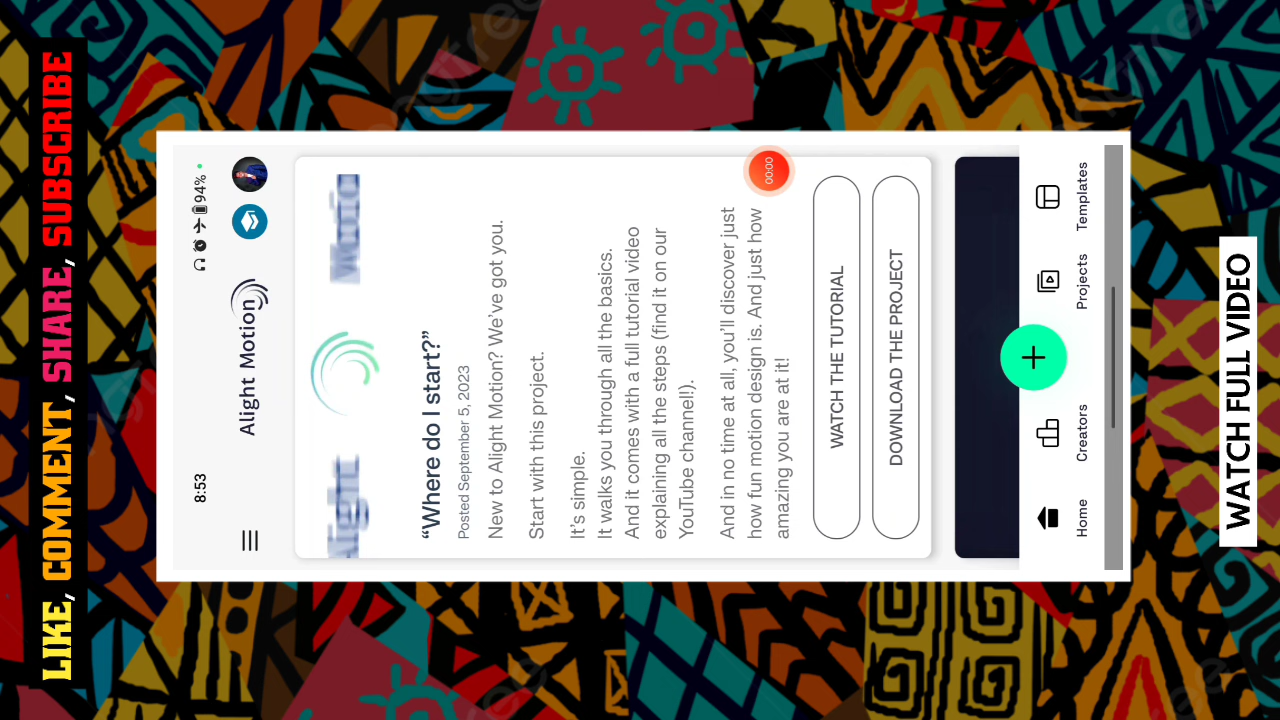 LIKE, COMMENT, SHARE, SUBSCRIBE
8:53
94%
Alight Motion
Alight Motion
“Where do I start?”
Posted September 5, 2023
New to Alight Motion? We’ve got you.
Start with this project.
It’s simple.
It walks you through all the basics.
And it comes with a full tutorial video
explaining all the steps (find it on our
YouTube channel!).
And in no time at all, you’ll discover just
how fun motion design is. And just how
amazing you are at it!
00:00
WATCH THE TUTORIAL
DOWNLOAD THE PROJECT
Home
Creators
Projects
Templates
WATCH FULL VIDEO